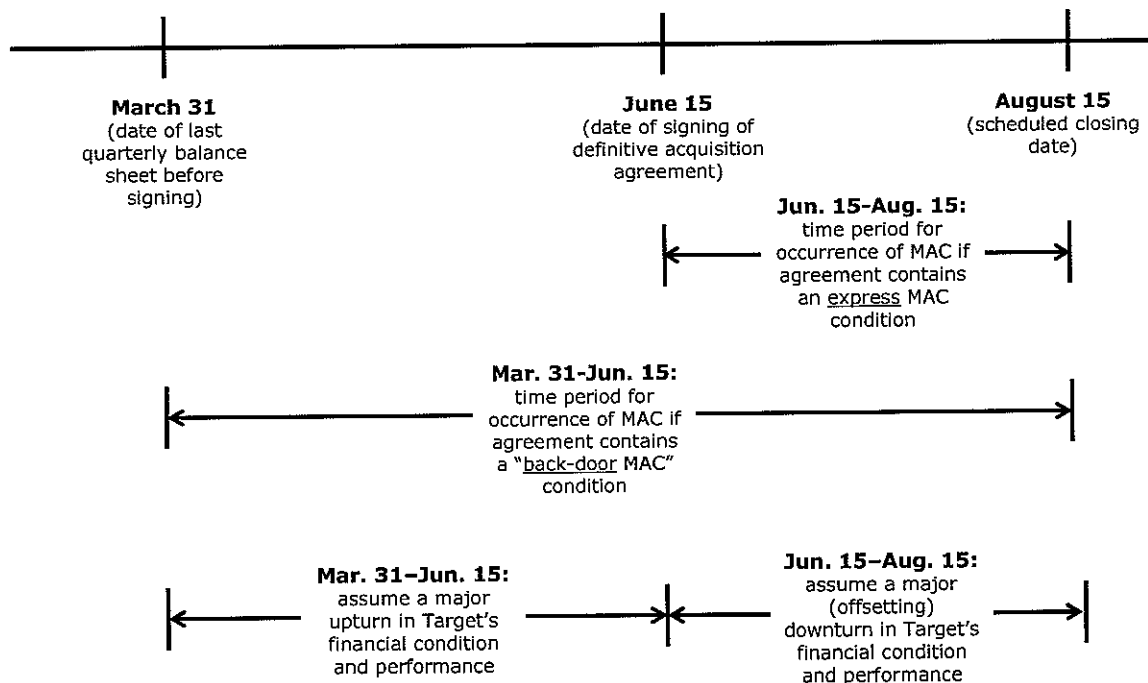 March 31
(date of last
quarterly balance
sheet before
signing)
June 15
(date of signing of
definitive acquisition
agreement)
August 15
(scheduled closing
date)
Jun. 15–Aug. 15:
time period for
occurrence of MAC if
agreement contains
an express MAC
condition
Mar. 31-Jun. 15:
time period for
occurrence of MAC if
agreement contains
a "back-door MAC"
condition
Mar. 31–Jun. 15:
assume a major
upturn in Target's
financial condition
and performance
Jun. 15–Aug. 15:
assume a major
(offsetting)
downturn in Target's
financial condition
and performance